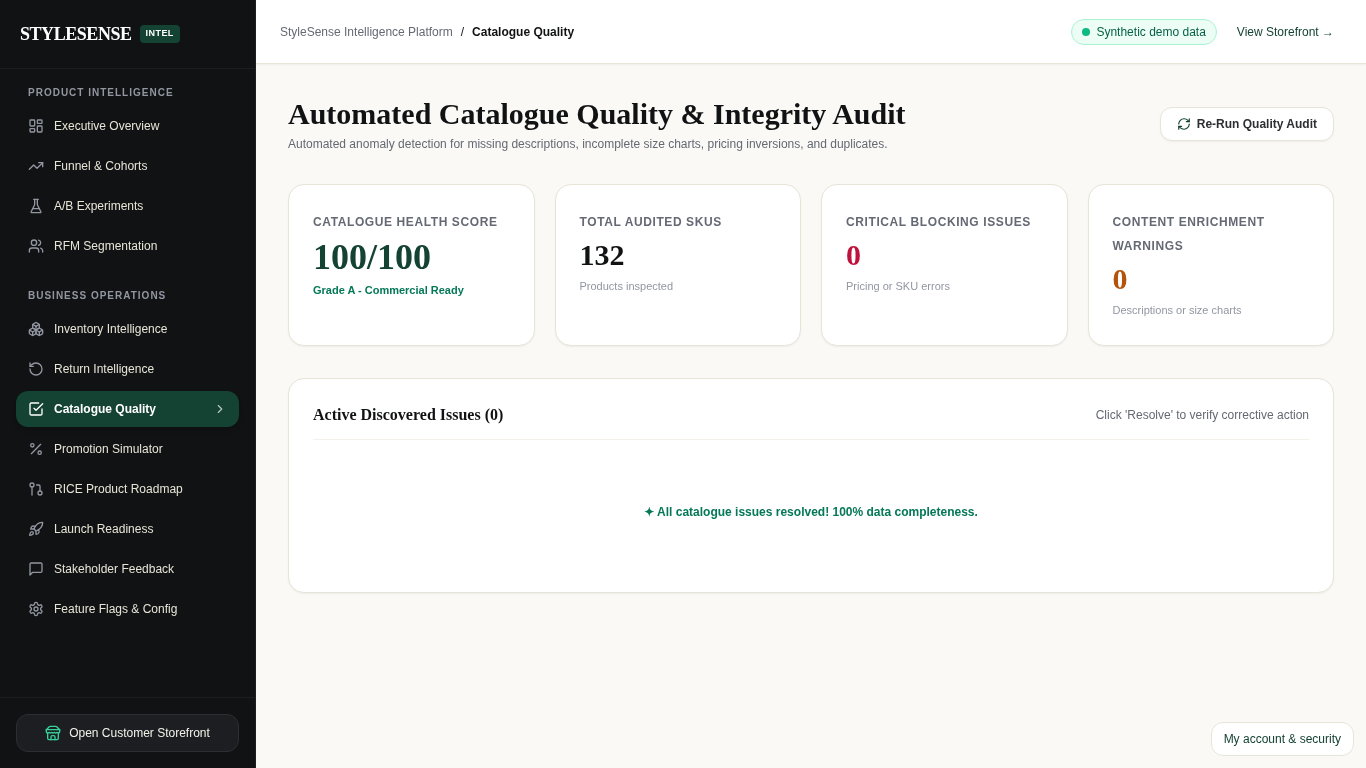 STYLESENSE INTEL
PRODUCT INTELLIGENCE
Executive Overview
Funnel & Cohorts
A/B Experiments
RFM Segmentation
BUSINESS OPERATIONS
Inventory Intelligence
Return Intelligence
Catalogue Quality
Promotion Simulator
RICE Product Roadmap
Launch Readiness
Stakeholder Feedback
Feature Flags & Config
Open Customer Storefront
StyleSense Intelligence Platform / Catalogue Quality
Synthetic demo data
View Storefront →
Automated Catalogue Quality & Integrity Audit
Automated anomaly detection for missing descriptions, incomplete size charts, pricing inversions, and duplicates.
Re-Run Quality Audit
CATALOGUE HEALTH SCORE
100/100
Grade A - Commercial Ready
TOTAL AUDITED SKUS
132
Products inspected
CRITICAL BLOCKING ISSUES
0
Pricing or SKU errors
CONTENT ENRICHMENT
WARNINGS
0
Descriptions or size charts
Active Discovered Issues (0)
Click 'Resolve' to verify corrective action
✦ All catalogue issues resolved! 100% data completeness.
My account & security